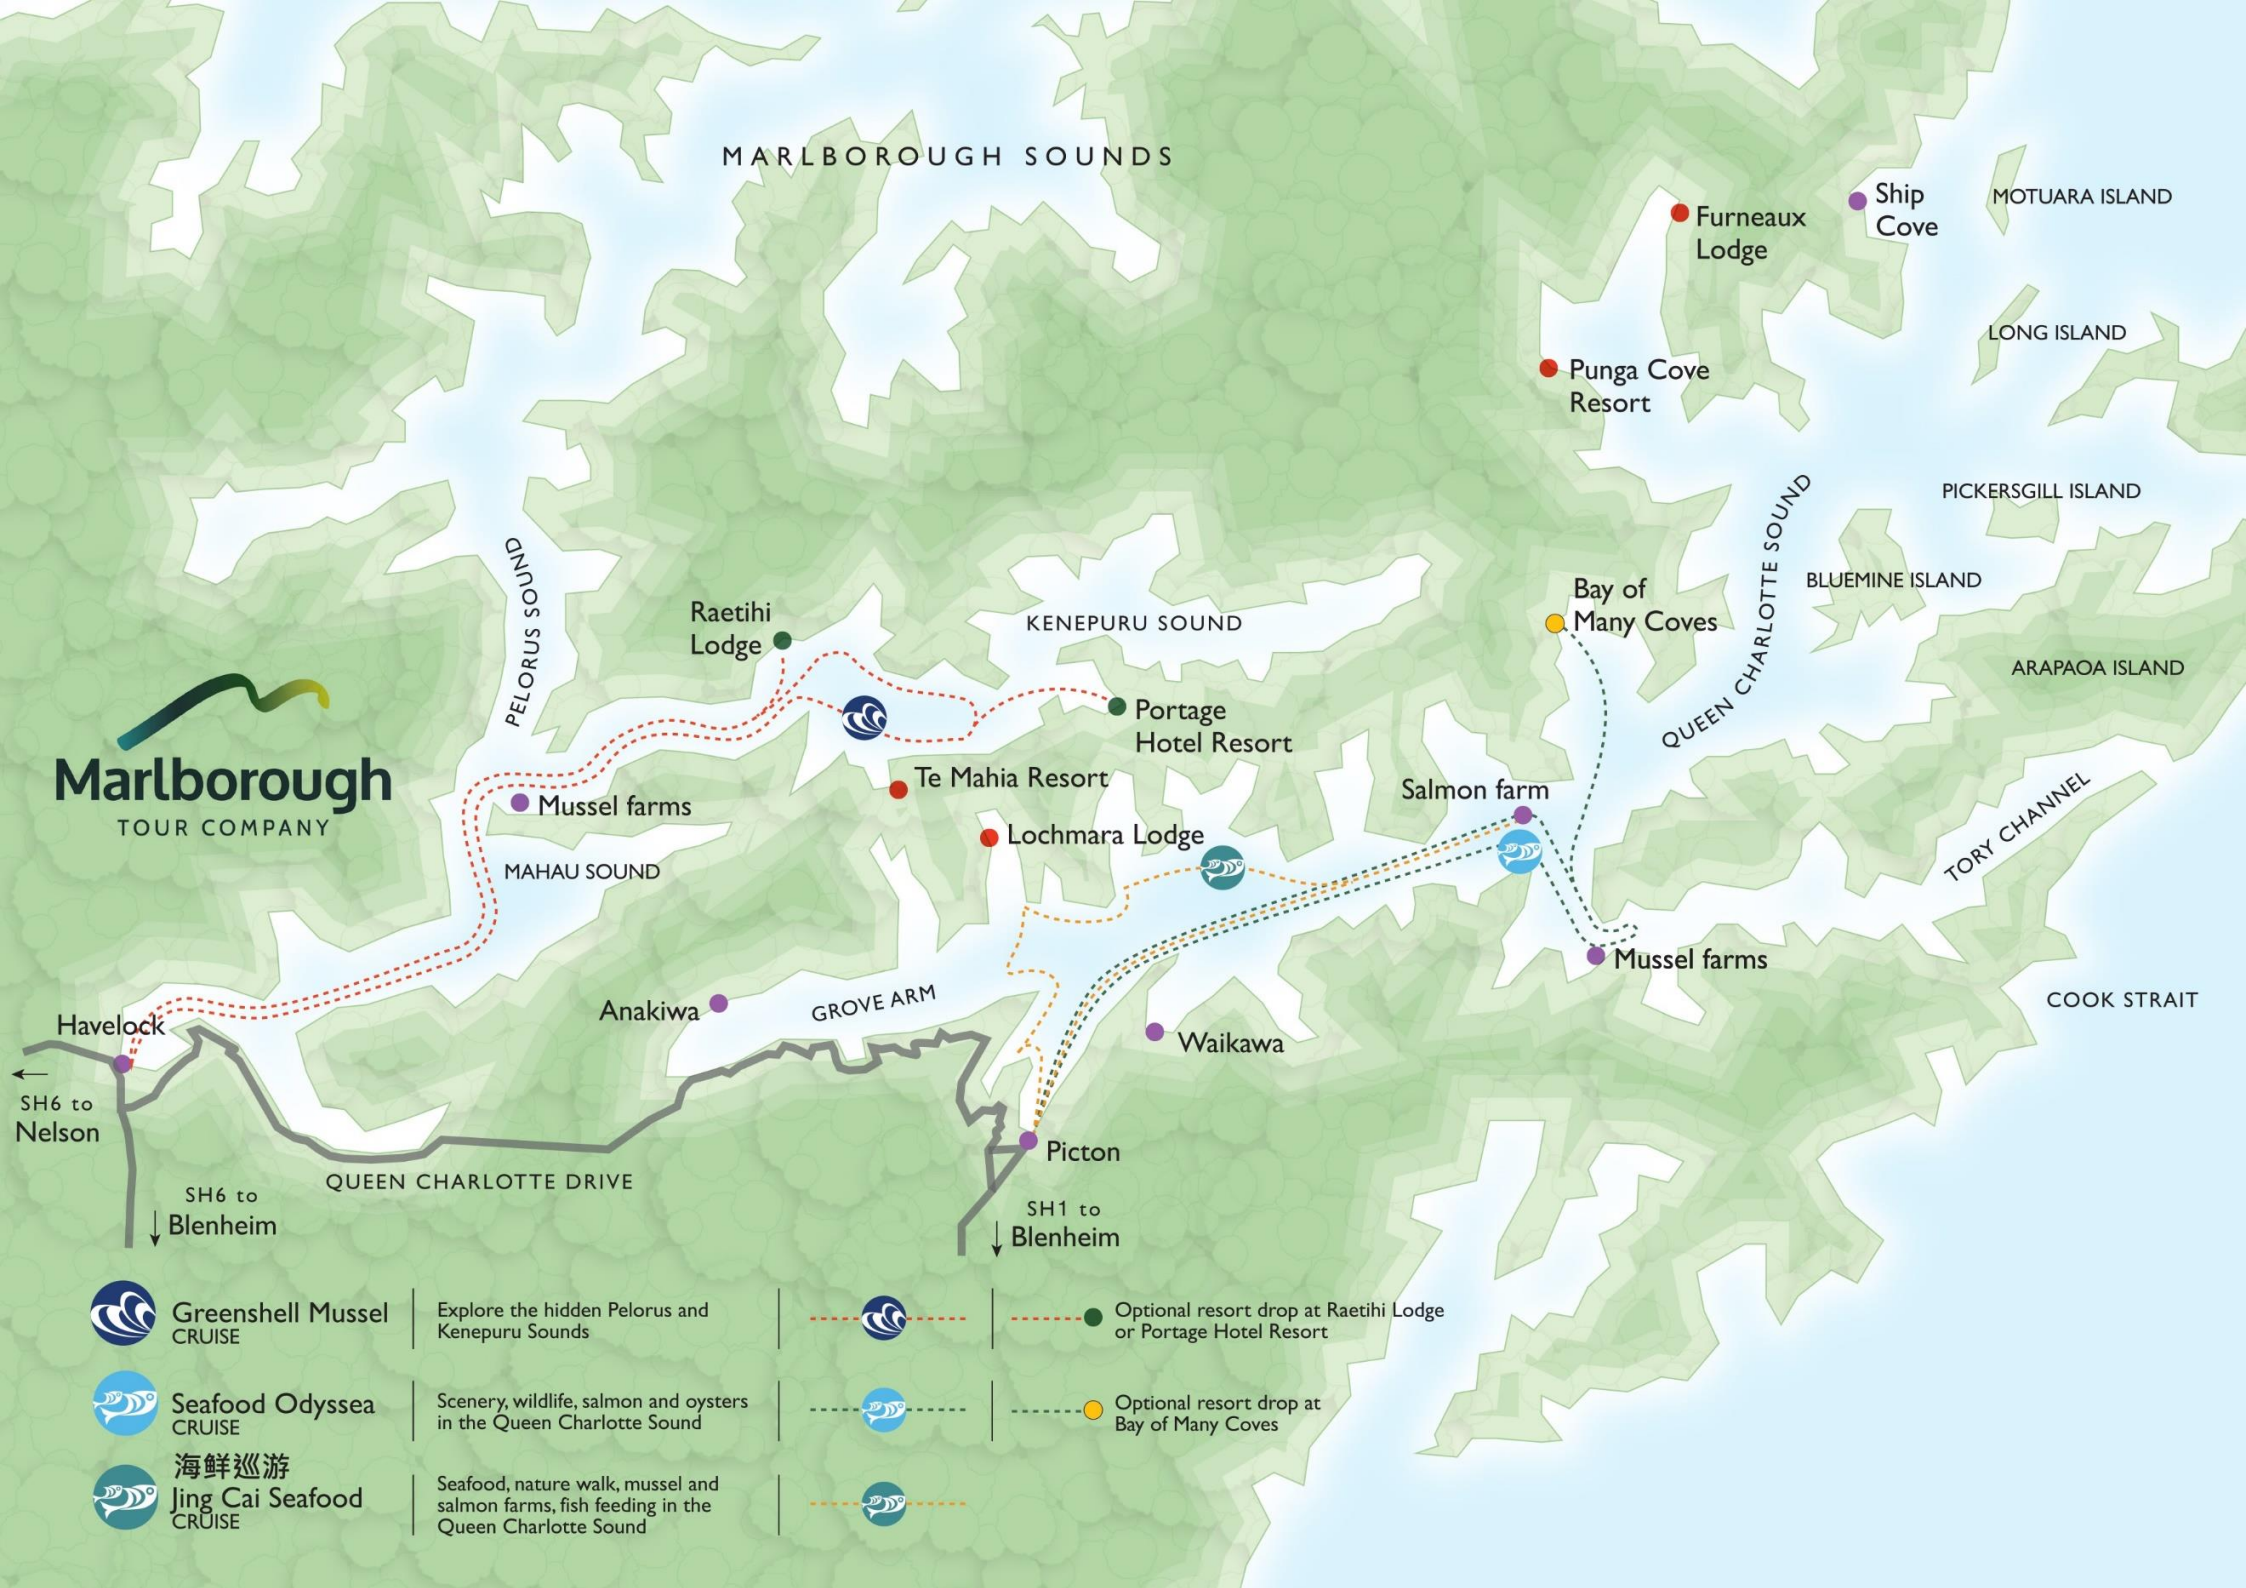 MARLBOROUGH SOUNDS
Ship
Cove
MOTUARA ISLAND
Furneaux
Lodge
LONG ISLAND
Punga Cove
Resort
PICKERSGILL ISLAND
QUEEN CHARLOTTE SOUND
BLUEMINE ISLAND
Bay of
Many Coves
ARAPAOA ISLAND
PELORUS SOUND
Raetihi
Lodge
KENEPURU SOUND
Portage
Hotel Resort
Marlborough
TOUR COMPANY
Te Mahia Resort
Salmon farm
Mussel farms
Lochmara Lodge
TORY CHANNEL
MAHAU SOUND
Mussel farms
Anakiwa
GROVE ARM
COOK STRAIT
Havelock
Waikawa
SH6 to
Nelson
Picton
QUEEN CHARLOTTE DRIVE
SH6 to
Blenheim
SH1 to
Blenheim
Greenshell Mussel
CRUISE
Explore the hidden Pelorus and
Kenepuru Sounds
Optional resort drop at Raetihi Lodge
or Portage Hotel Resort
Seafood Odyssea
CRUISE
Scenery, wildlife, salmon and oysters
in the Queen Charlotte Sound
Optional resort drop at
Bay of Many Coves
海鲜巡游
Jing Cai Seafood
CRUISE
Seafood, nature walk, mussel and
salmon farms, fish feeding in the
Queen Charlotte Sound